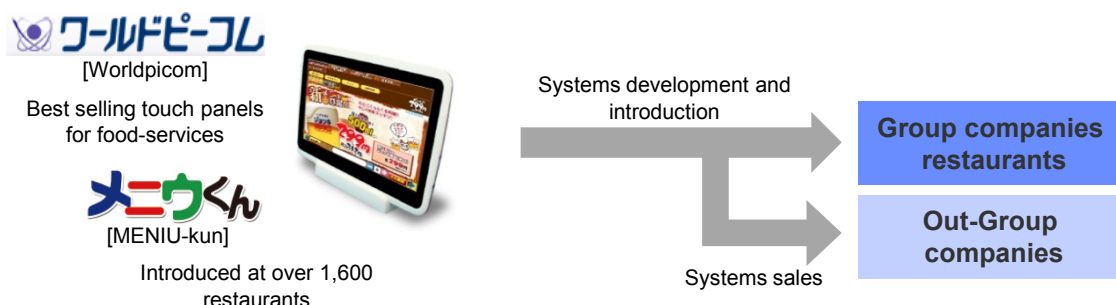 ワールドピーコム
[Worldpicom]
Best selling touch panels
for food-services
メニウくん
[MENIU-kun]
Introduced at over 1,600
restaurants
Systems development and
introduction
Systems sales
Group companies
restaurants
Out-Group
companies